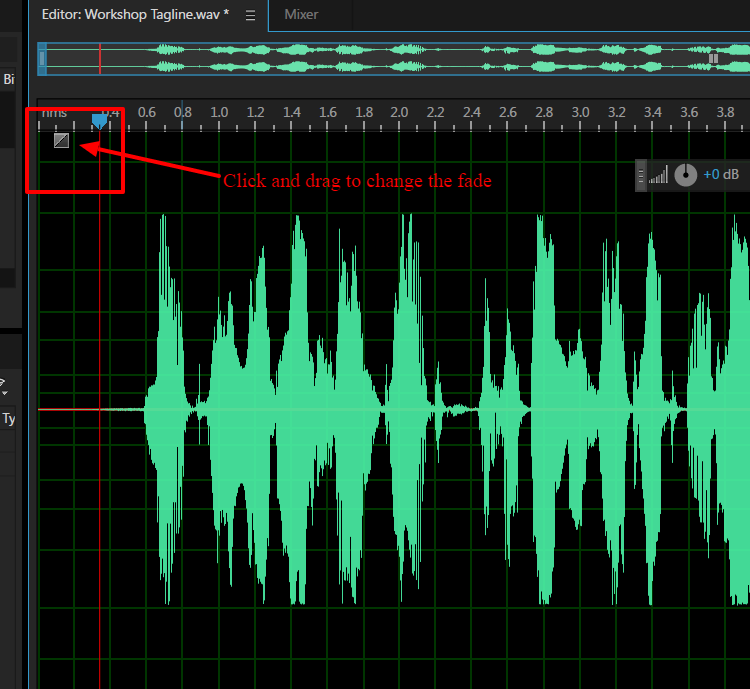 Editor: Workshop Tagline.wav * Mixer
Bi
hms 0.4 0.6 0.8 1.0 1.2 1.4 1.6 1.8 2.0 2.2 2.4 2.6 2.8 3.0 3.2 3.4 3.6 3.8
+0 dB
Click and drag to change the fade
Ty